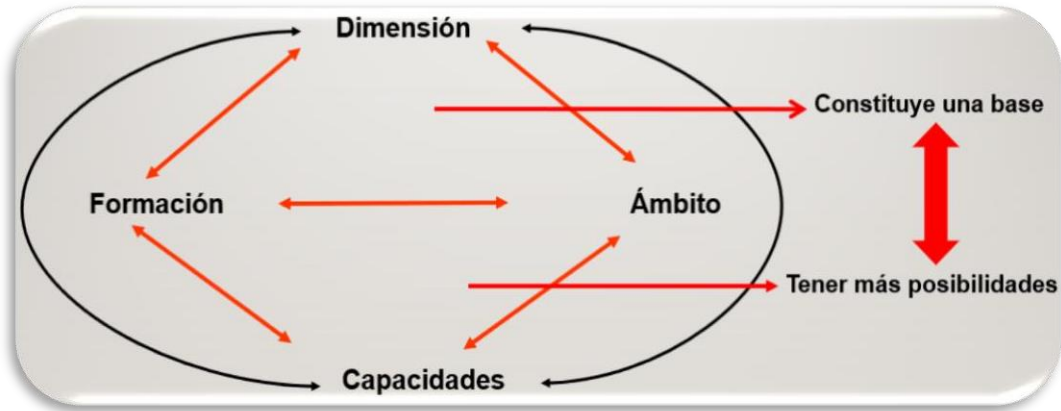 Dimensión
Constituye una base
Formación
Ámbito
Tener más posibilidades
Capacidades